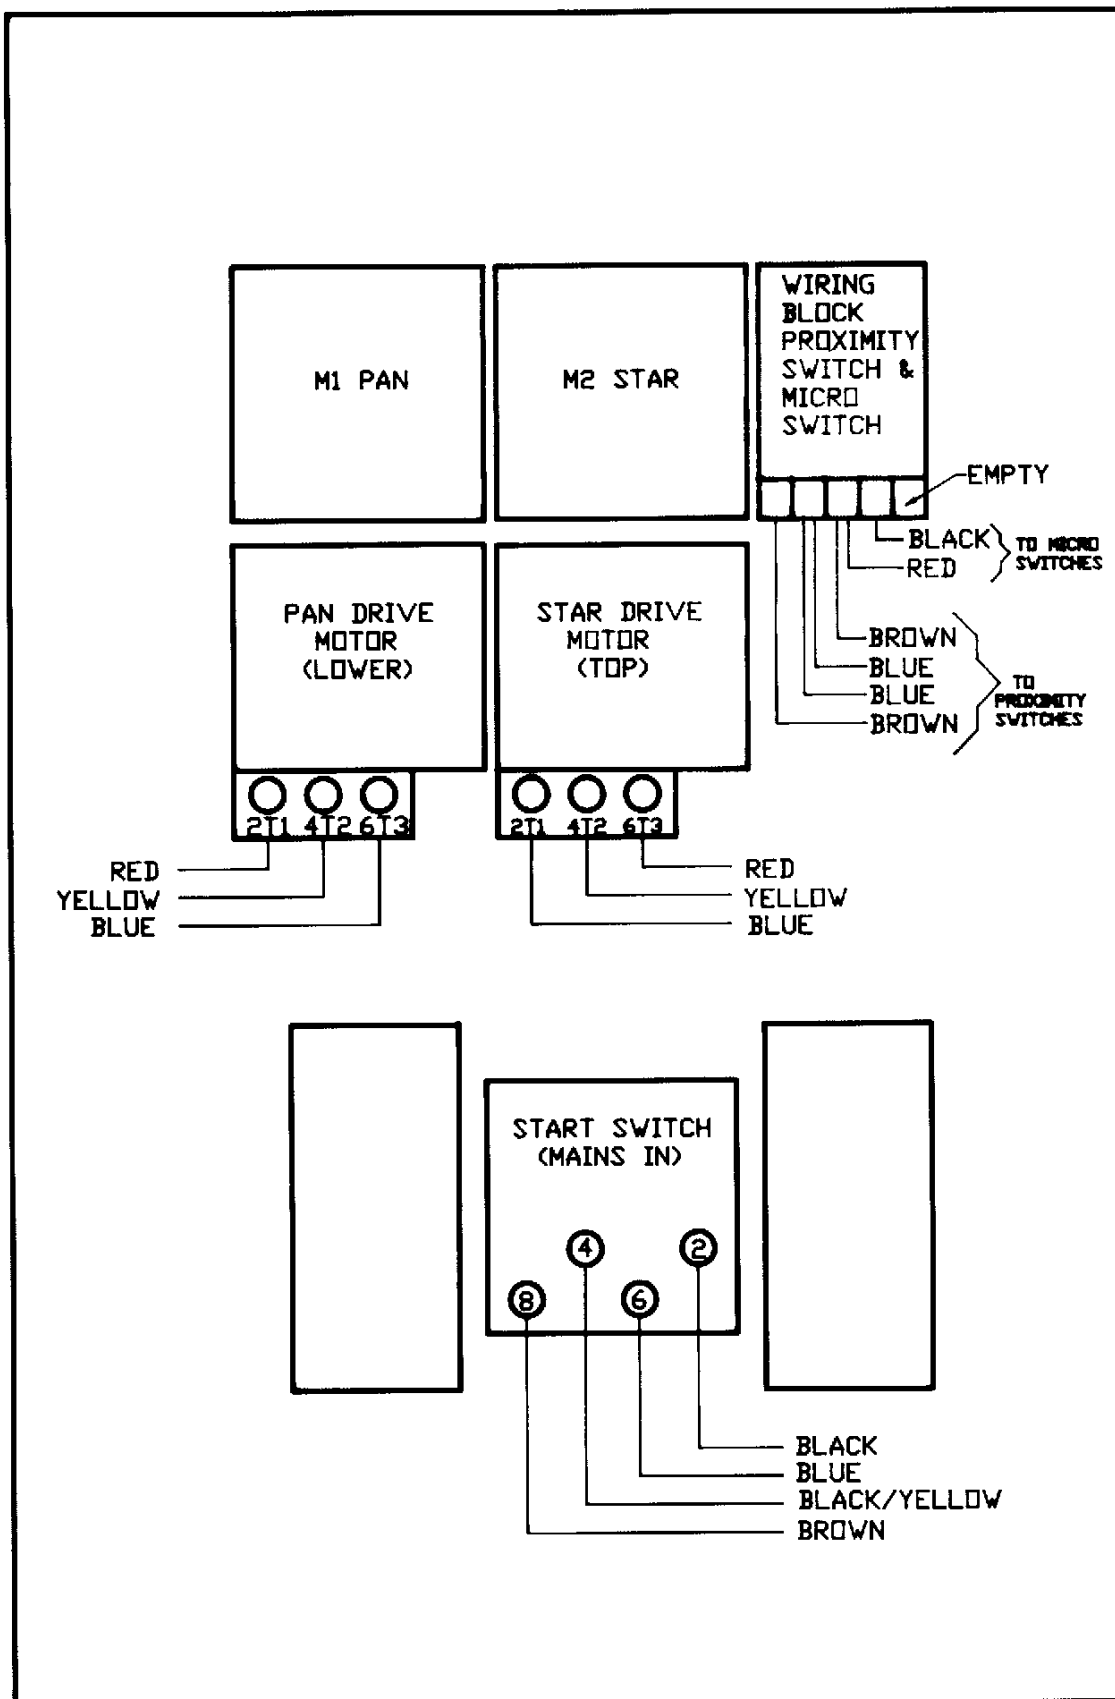 M1 PAN
M2 STAR
WIRING
BLOCK
PROXIMITY
SWITCH &
MICRO
SWITCH
EMPTY
BLACK
RED
TO MICRO
SWITCHES
BROWN
BLUE
BLUE
BROWN
TO
PROXIMITY
SWITCHES
PAN DRIVE
MOTOR
(LOWER)
STAR DRIVE
MOTOR
(TOP)
2T1 4T2 6T3
2T1 4T2 6T3
RED
YELLOW
BLUE
RED
YELLOW
BLUE
START SWITCH
(MAINS IN)
4
2
8
6
BLACK
BLUE
BLACK/YELLOW
BROWN